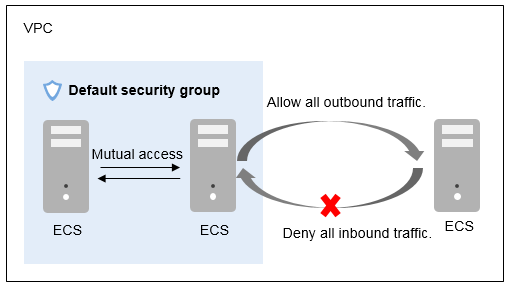 VPC
Default security group
Allow all outbound traffic.
Mutual access
ECS
ECS
ECS
Deny all inbound traffic.